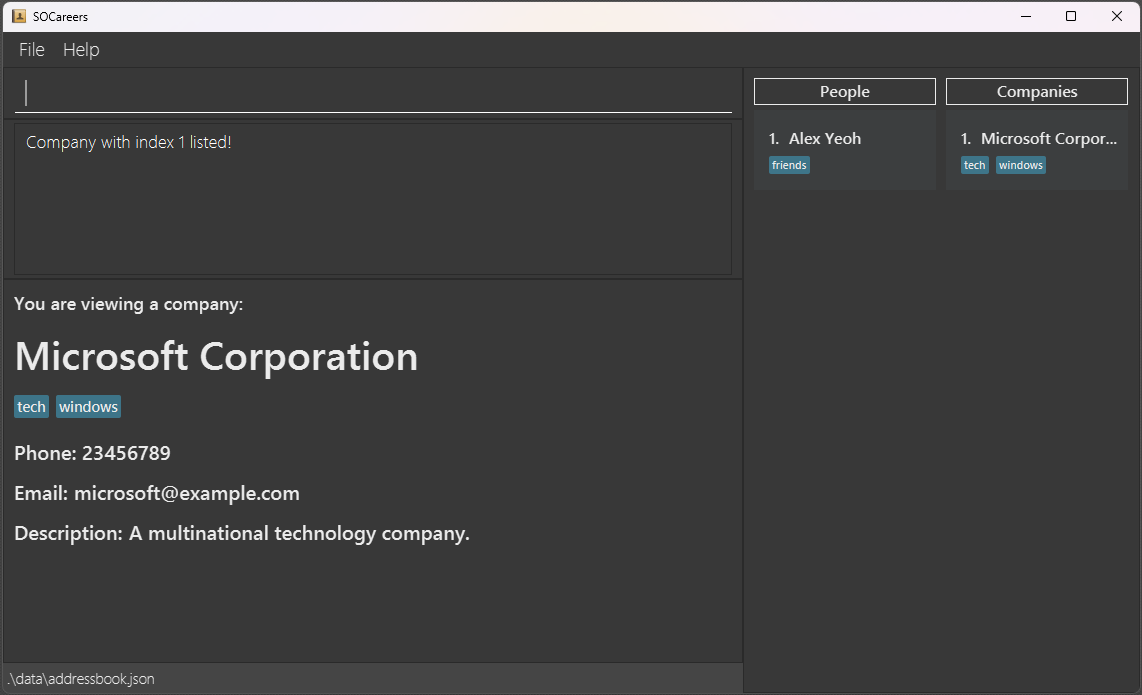 SOCareers
File Help
Company with index 1 listed!
You are viewing a company:
Microsoft Corporation
tech windows
Phone: 23456789
Email: microsoft@example.com
Description: A multinational technology company.
.\data\addressbook.json
People
1. Alex Yeoh
friends
Companies
1. Microsoft Corpor...
tech windows